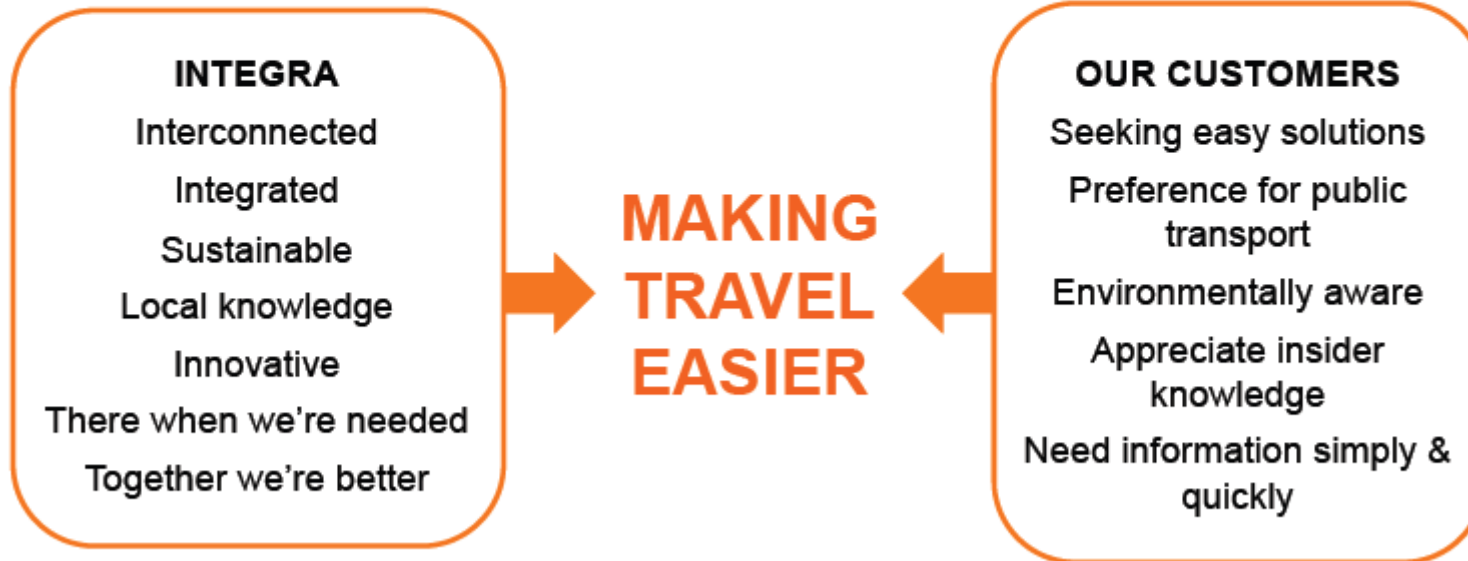 INTEGRA
Interconnected
Integrated
Sustainable
Local knowledge
Innovative
There when we're needed
Together we're better
MAKING
TRAVEL
EASIER
OUR CUSTOMERS
Seeking easy solutions
Preference for public
transport
Environmentally aware
Appreciate insider
knowledge
Need information simply &
quickly